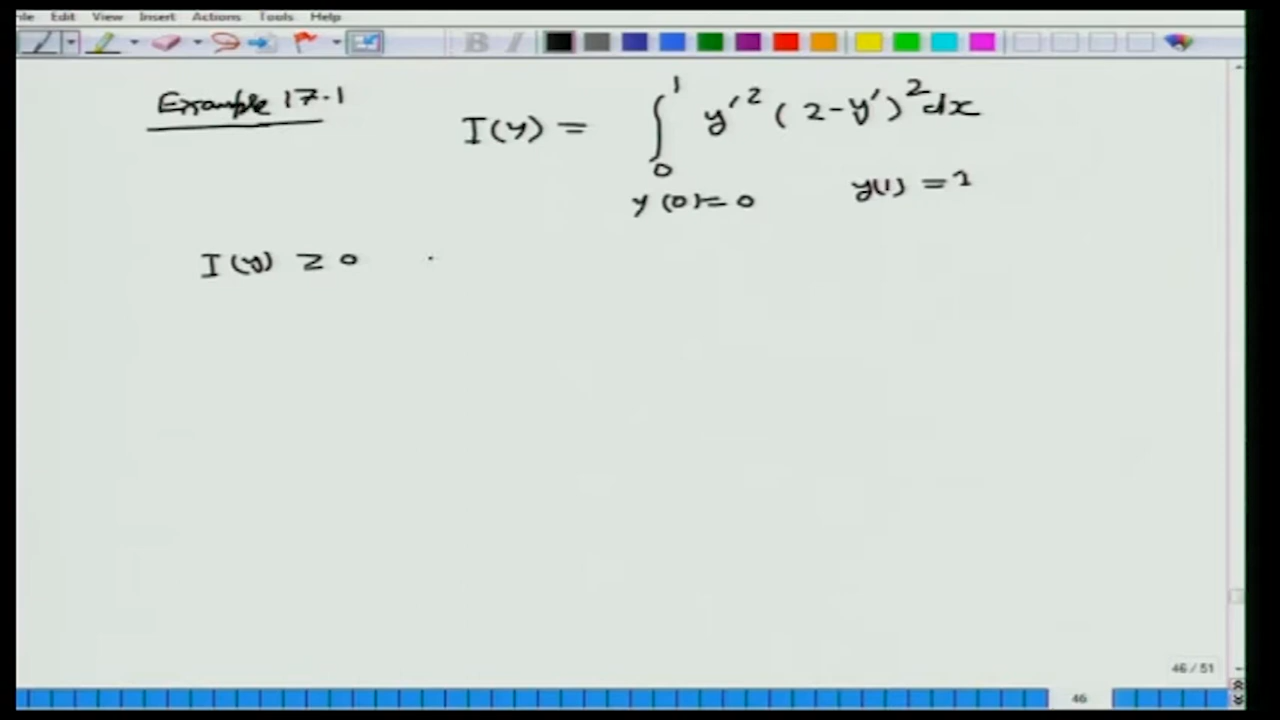 ile Edit View Insert Actions Tools Help
B I
Example 17.1
I(y) = ∫₀¹ y'² (2-y')² dx
y(0) = 0 y(1) = 1
I(y) ≥ 0
46 / 51
46